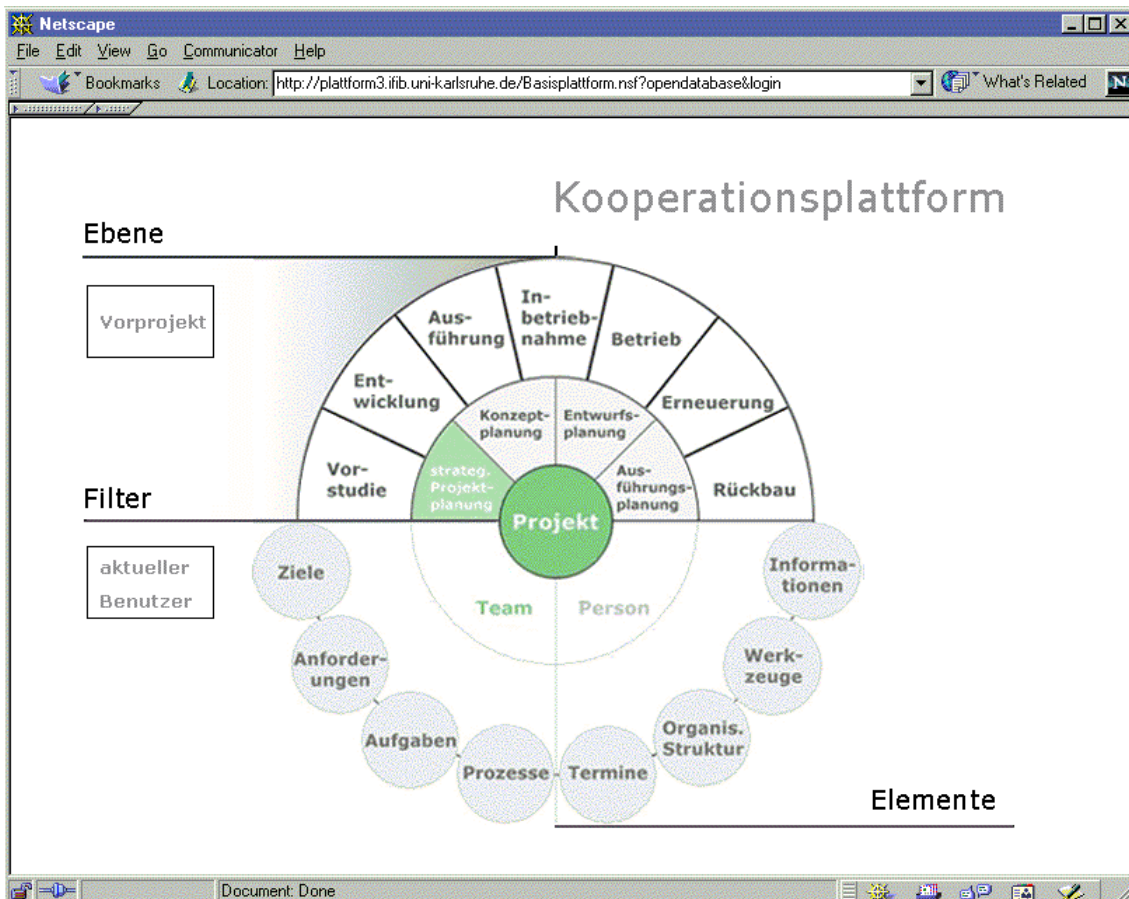 Netscape
File Edit View Go Communicator Help
Bookmarks Location: http://plattform3.ifib.uni-karlsruhe.de/Basisplattform.nsf?opendatabase&login What's Related N
Kooperationsplattform
Ebene
Vorprojekt
In-
betrieb-
nahme
Aus-
führung
Betrieb
Ent-
wicklung
Erneuerung
Vor-
studie
Rückbau
Konzept-
planung
Entwurfs-
planung
strateg.
Projekt-
planung
Aus-
führungs-
planung
Projekt
Filter
aktueller
Benutzer
Team
Person
Ziele
Anforder-
ungen
Aufgaben
Prozesse
Termine
Organis.
Struktur
Werk-
zeuge
Informa-
tionen
Elemente
Document: Done